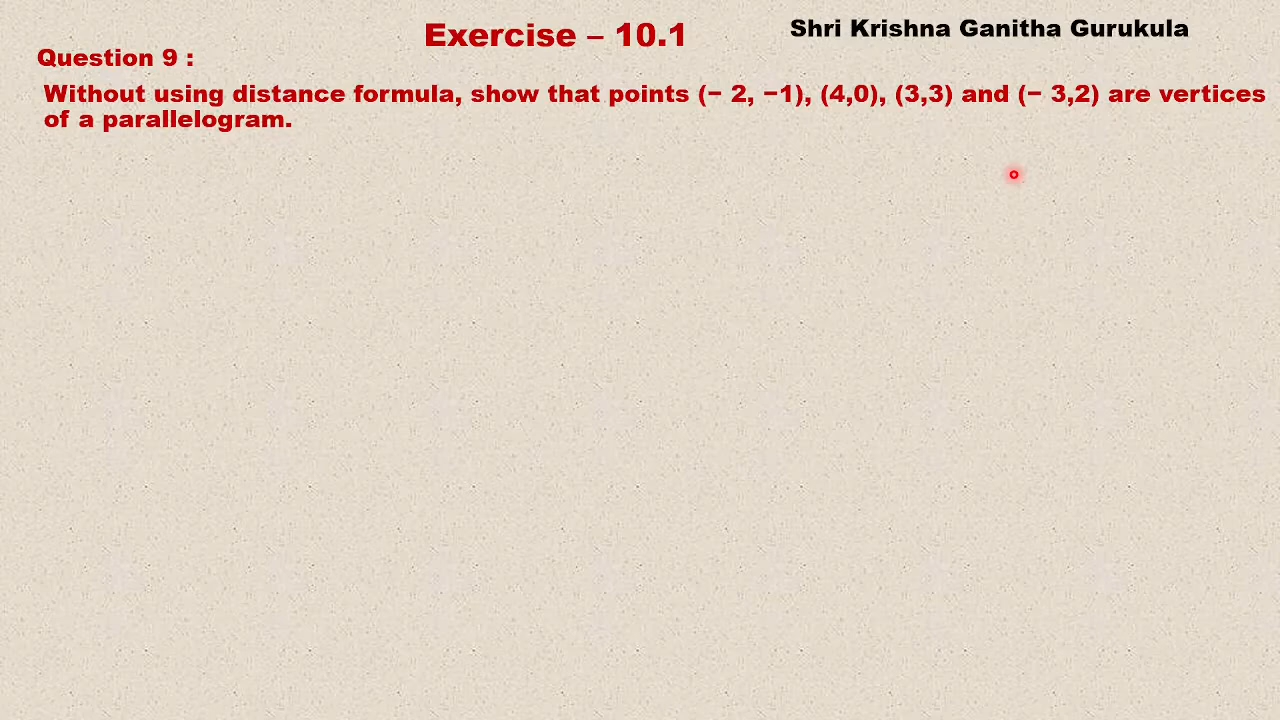 Exercise – 10.1
Shri Krishna Ganitha Gurukula
Question 9 :
Without using distance formula, show that points (− 2, −1), (4,0), (3,3) and (− 3,2) are vertices
of a parallelogram.